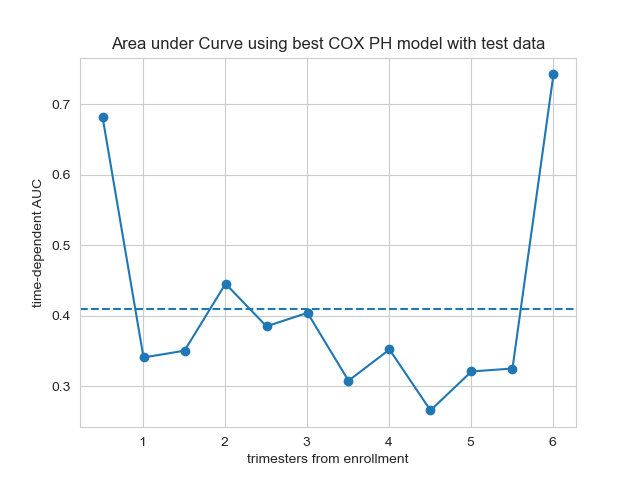 Area under Curve using best COX PH model with test data
time-dependent AUC
0.7
0.6
0.5
0.4
0.3
1 2 3 4 5 6
trimesters from enrollment